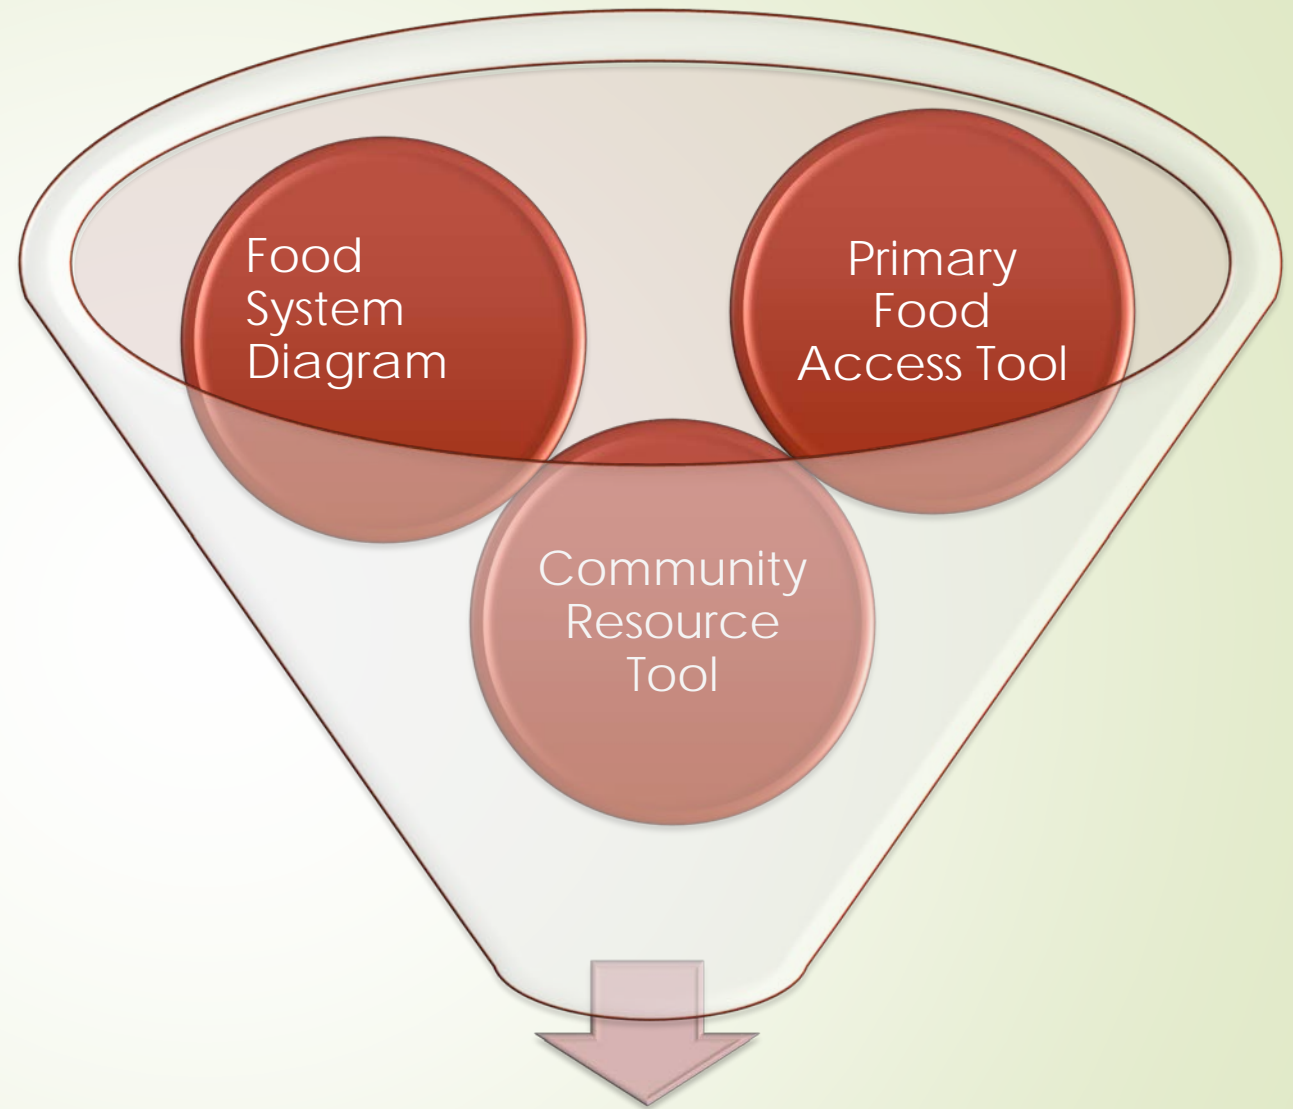 Food
System
Diagram
Primary
Food
Access Tool
Community
Resource
Tool